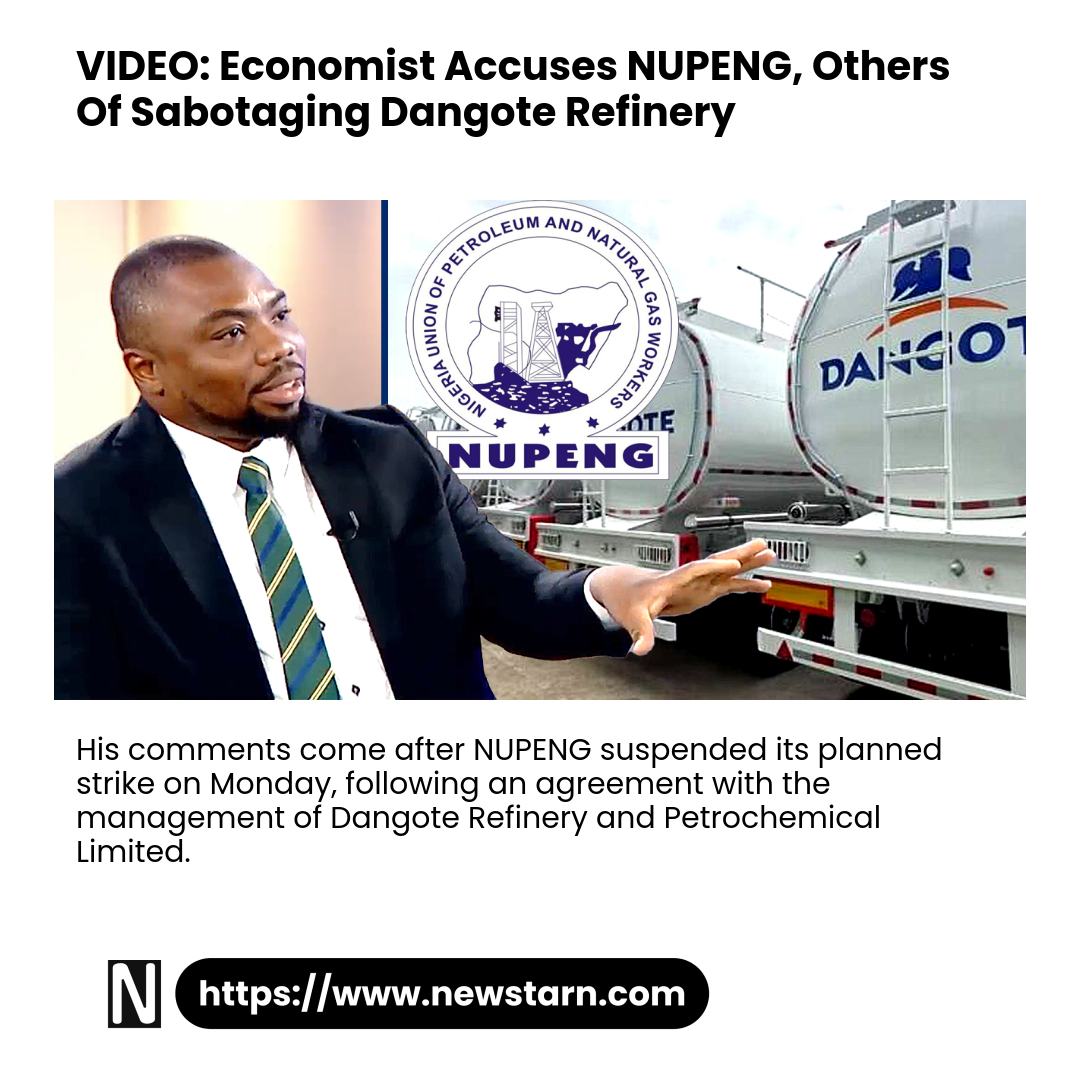 VIDEO: Economist Accuses NUPENG, Others
Of Sabotaging Dangote Refinery
NIGERIA UNION OF PETROLEUM AND NATURAL GAS WORKERS
NUPENG
DANGOT
OTE
His comments come after NUPENG suspended its planned
strike on Monday, following an agreement with the
management of Dangote Refinery and Petrochemical
Limited.
N
https://www.newstarn.com